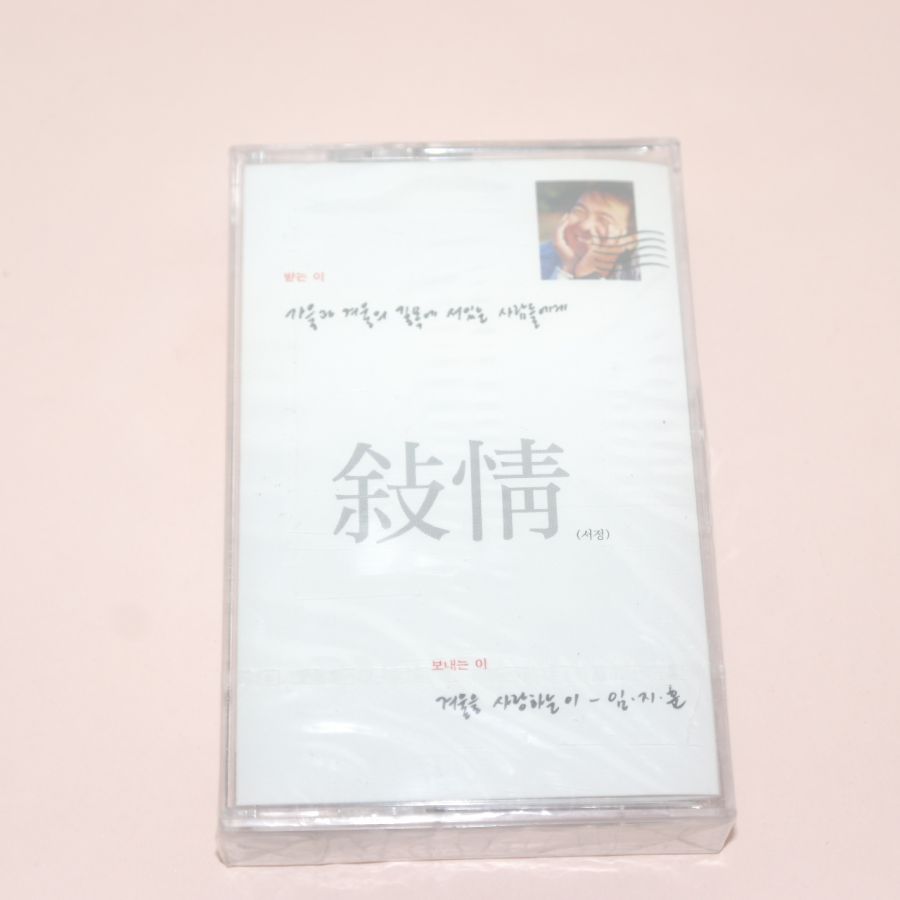 받는 이
가을과 겨울의 길목에 서있는 사람들에게
敍情
(서정)
보내는 이
겨울을 사랑하는 이 - 임·지·훈